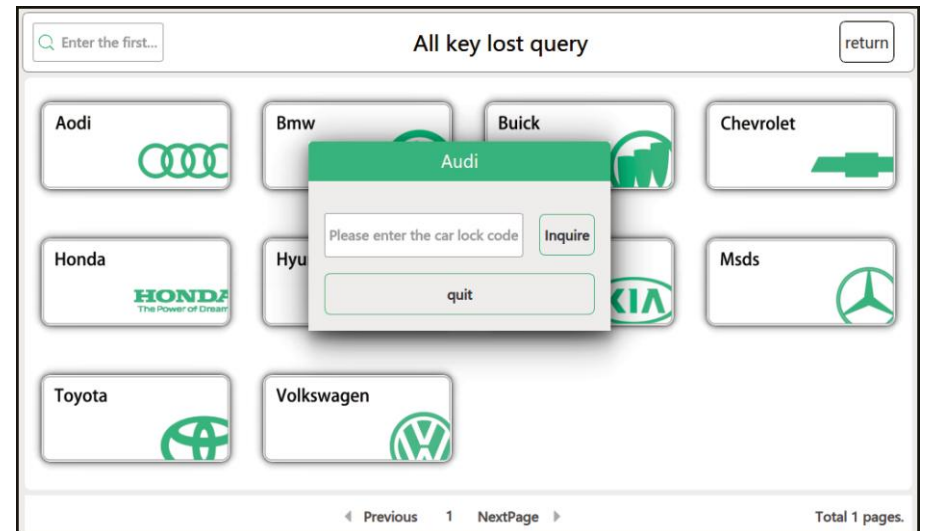 Enter the first...
All key lost query
return
Aodi
Bmw
Buick
Chevrolet
Audi
Please enter the car lock code
Inquire
quit
Honda
HONDA
The Power of Dream
Hyu
KIA
Msds
Toyota
Volkswagen
Previous 1 NextPage
Total 1 pages.